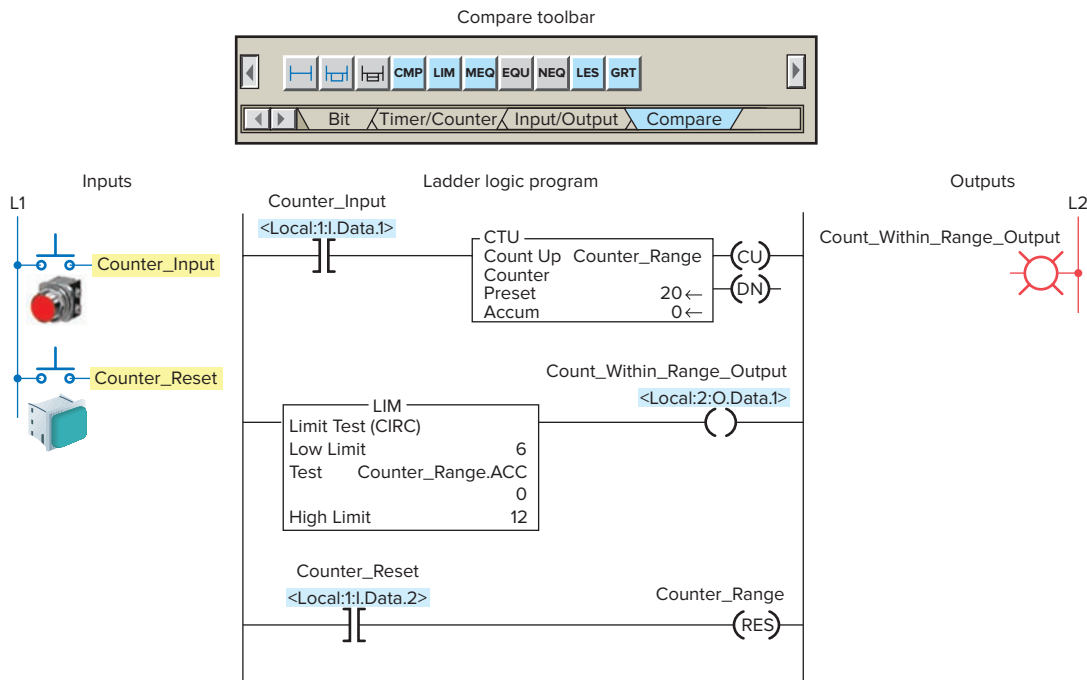 Compare toolbar
CMP LIM MEQ EQU NEQ LES GRT
Bit Timer/Counter Input/Output Compare
Inputs Ladder logic program Outputs
L1 L2
Counter_Input
<Local:1:I.Data.1>
Count_Within_Range_Output
Counter_Input
CTU
Count Up Counter_Range
Counter
Preset 20←
Accum 0←
CU
DN
Counter_Reset
Count_Within_Range_Output
<Local:2:O.Data.1>
LIM
Limit Test (CIRC)
Low Limit 6
Test Counter_Range.ACC
0
High Limit 12
Counter_Reset
<Local:1:I.Data.2>
Counter_Range
RES